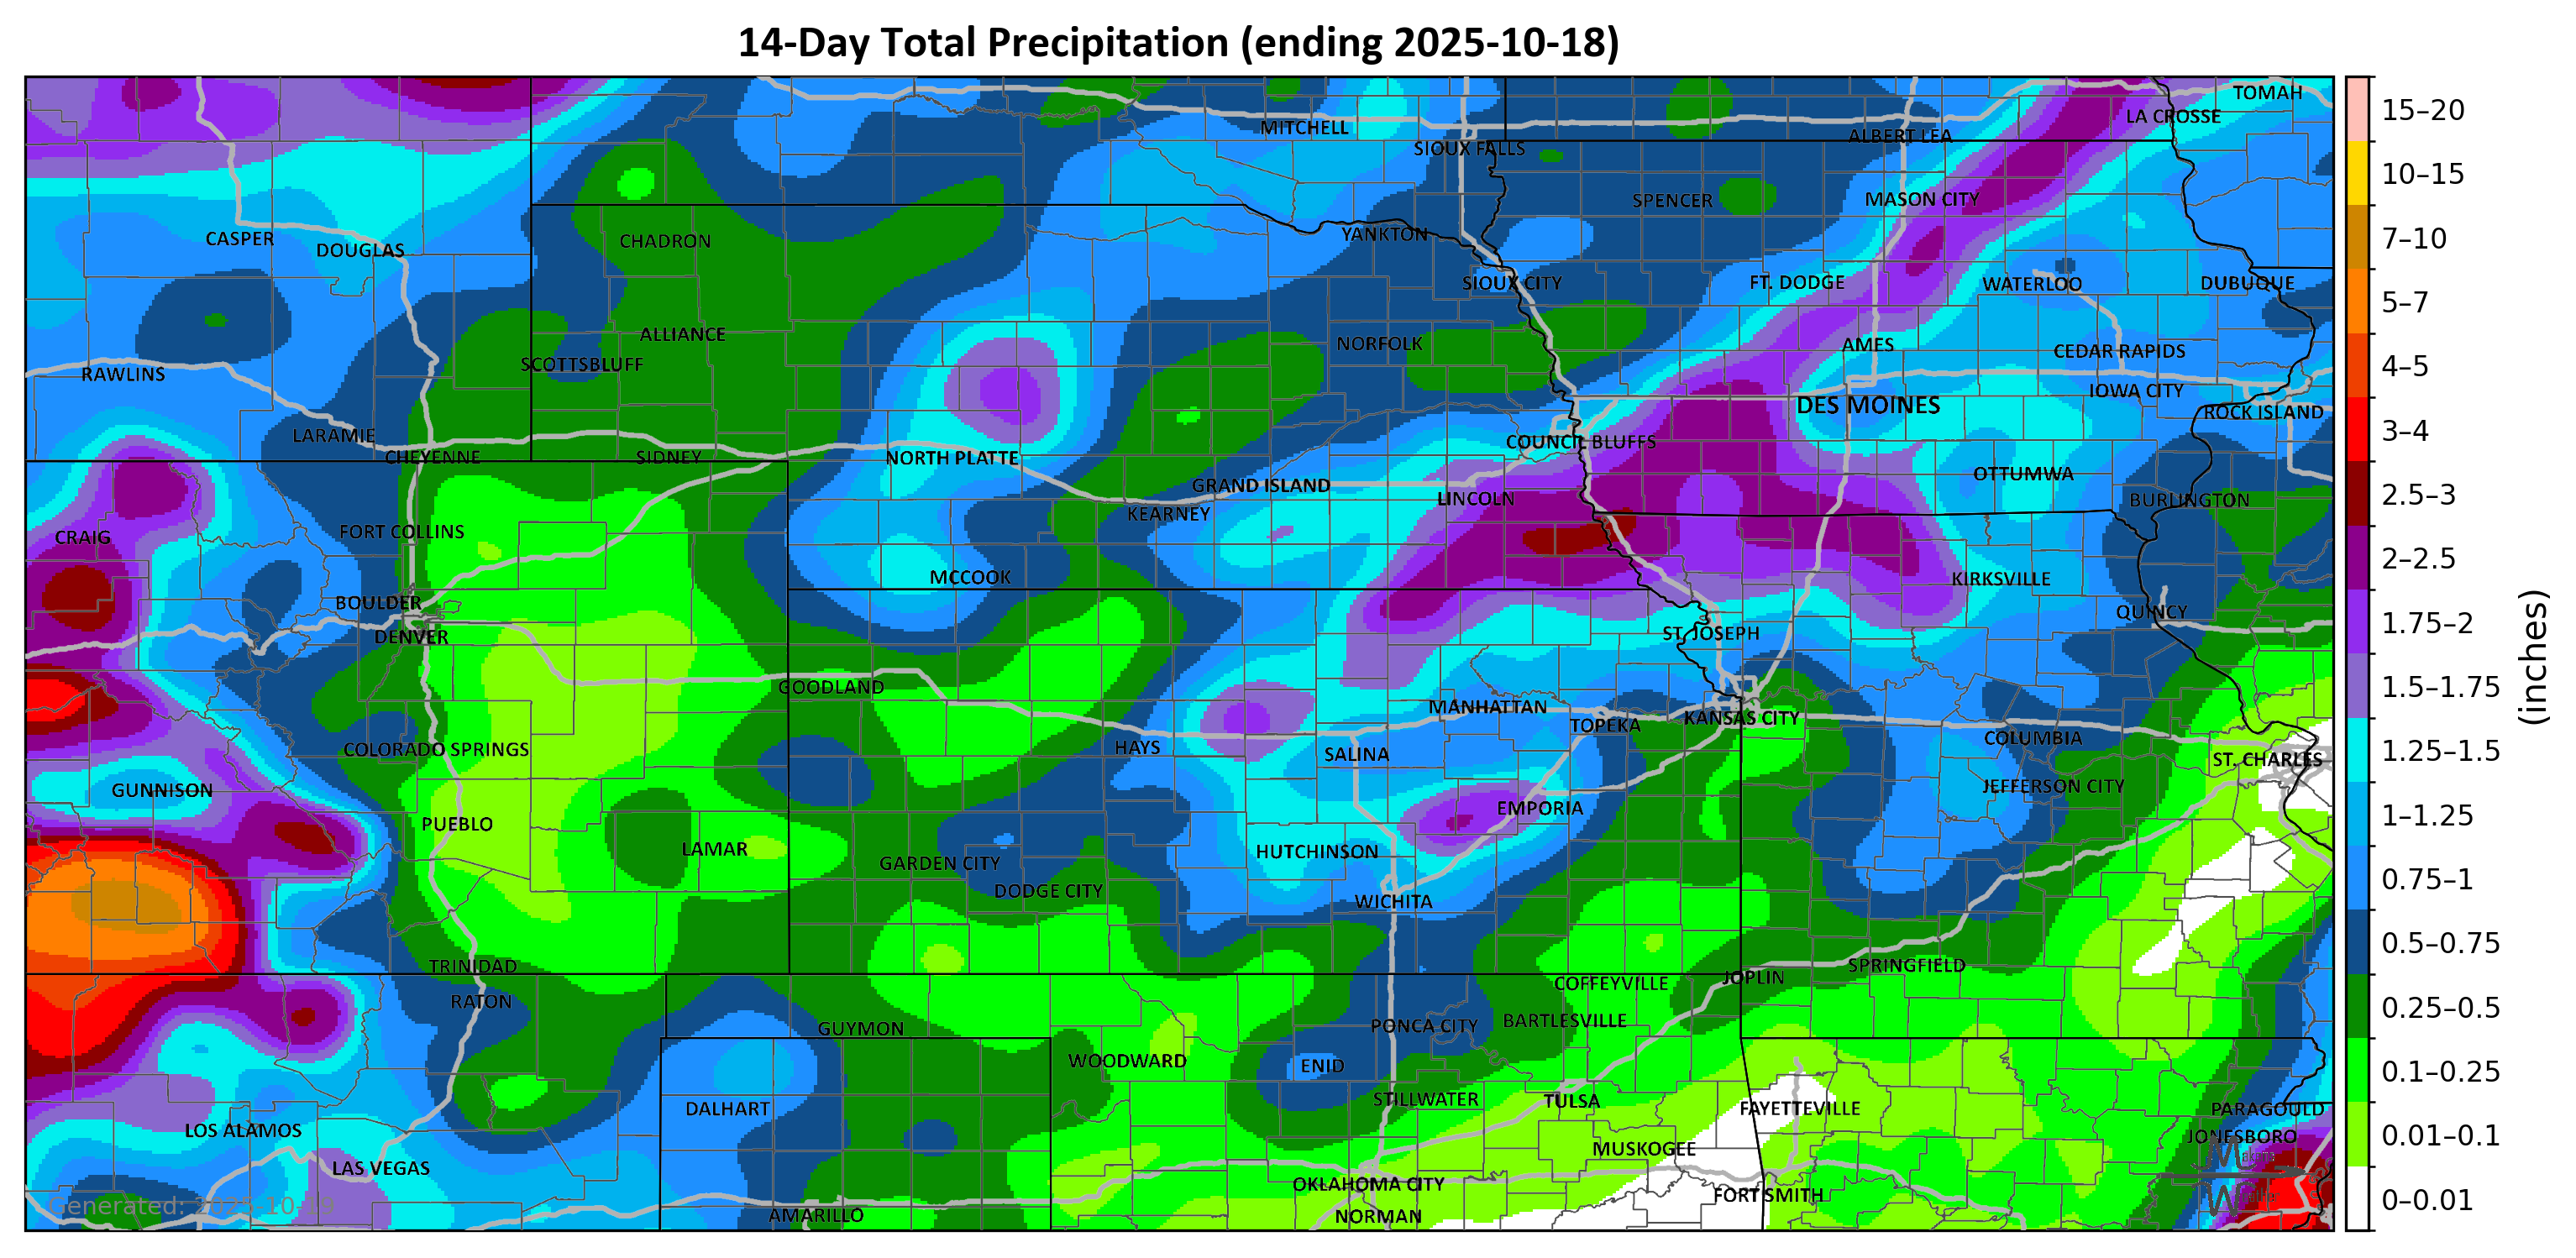 14-Day Total Precipitation (ending 2025-10-18)
TOMAH
LA CROSSE
MITCHELL
ALBERT LEA
SIOUX FALLS
SPENCER
MASON CITY
CASPER
DOUGLAS
CHADRON
YANKTON
SIOUX CITY
FT. DODGE
WATERLOO
DUBUQUE
ALLIANCE
NORFOLK
AMES
CEDAR RAPIDS
RAWLINS
SCOTTSBLUFF
IOWA CITY
DES MOINES
ROCK ISLAND
LARAMIE
COUNCIL BLUFFS
CHEYENNE
SIDNEY
NORTH PLATTE
OTTUMWA
GRAND ISLAND
LINCOLN
BURLINGTON
KEARNEY
CRAIG
FORT COLLINS
MCCOOK
KIRKSVILLE
BOULDER
QUINCY
DENVER
ST. JOSEPH
GOODLAND
MANHATTAN
TOPEKA
KANSAS CITY
COLORADO SPRINGS
HAYS
SALINA
COLUMBIA
ST. CHARLES
GUNNISON
JEFFERSON CITY
EMPORIA
PUEBLO
LAMAR
GARDEN CITY
HUTCHINSON
DODGE CITY
WICHITA
TRINIDAD
SPRINGFIELD
COFFEYVILLE
JOPLIN
RATON
GUYMON
PONCA CITY
BARTLESVILLE
WOODWARD
ENID
DALHART
STILLWATER
TULSA
FAYETTEVILLE
PARAGOULD
LOS ALAMOS
JONESBORO
MUSKOGEE
LAS VEGAS
OKLAHOMA CITY
FORT SMITH
AMARILLO
NORMAN
Generated: 2025-10-19
15–20
10–15
7–10
5–7
4–5
3–4
2.5–3
2–2.5
1.75–2
1.5–1.75
1.25–1.5
1–1.25
0.75–1
0.5–0.75
0.25–0.5
0.1–0.25
0.01–0.1
0–0.01
(inches)